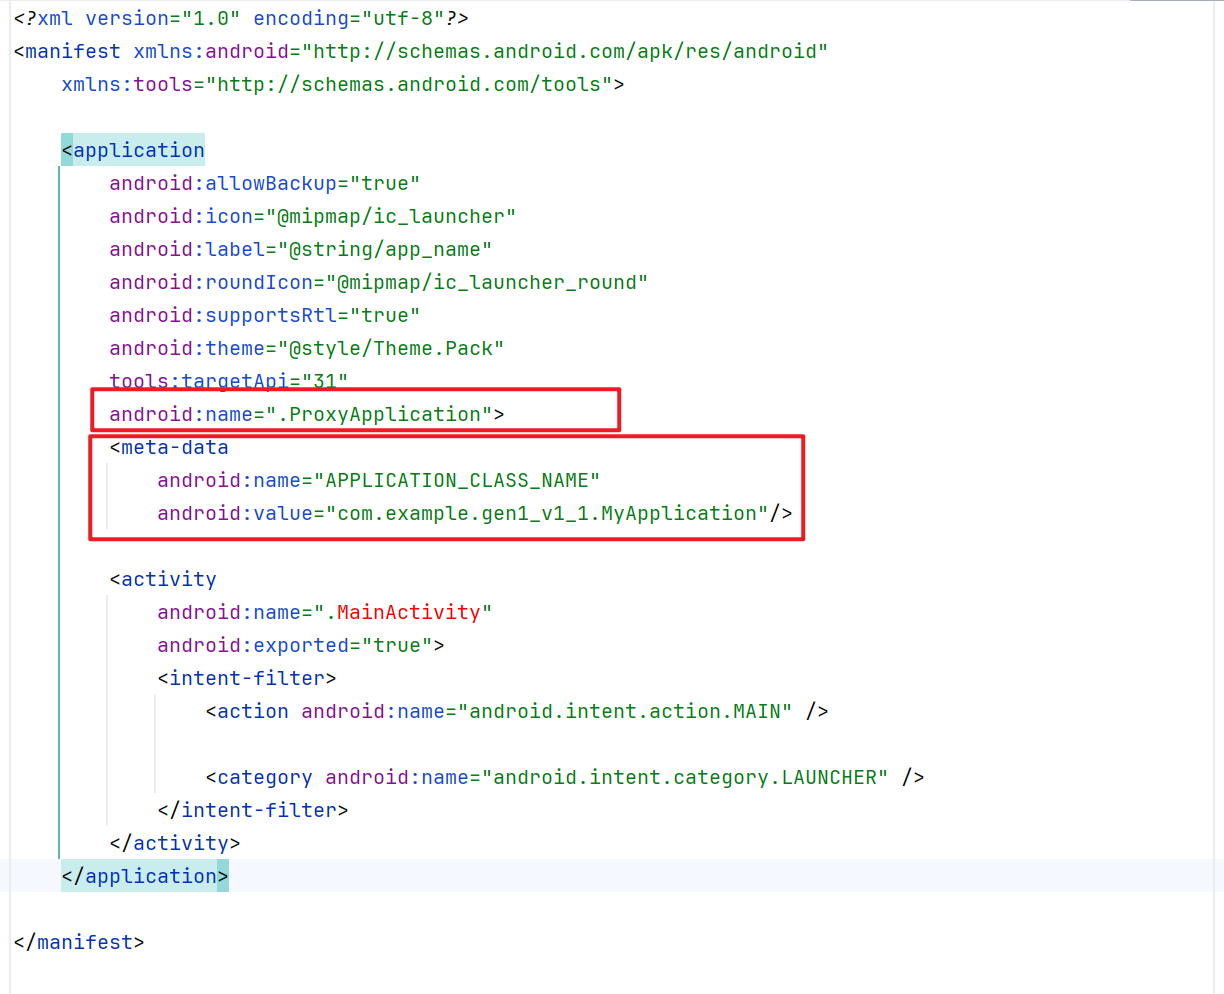 <?xml version="1.0" encoding="utf-8"?>
<manifest xmlns:android="http://schemas.android.com/apk/res/android"
    xmlns:tools="http://schemas.android.com/tools">
    <application
        android:allowBackup="true"
        android:icon="@mipmap/ic_launcher"
        android:label="@string/app_name"
        android:roundIcon="@mipmap/ic_launcher_round"
        android:supportsRtl="true"
        android:theme="@style/Theme.Pack"
        tools:targetApi="31"
        android:name=".ProxyApplication">
        <meta-data
            android:name="APPLICATION_CLASS_NAME"
            android:value="com.example.gen1_v1_1.MyApplication"/>
        <activity
            android:name=".MainActivity"
            android:exported="true">
            <intent-filter>
                <action android:name="android.intent.action.MAIN" />
                <category android:name="android.intent.category.LAUNCHER" />
            </intent-filter>
        </activity>
    </application>
</manifest>